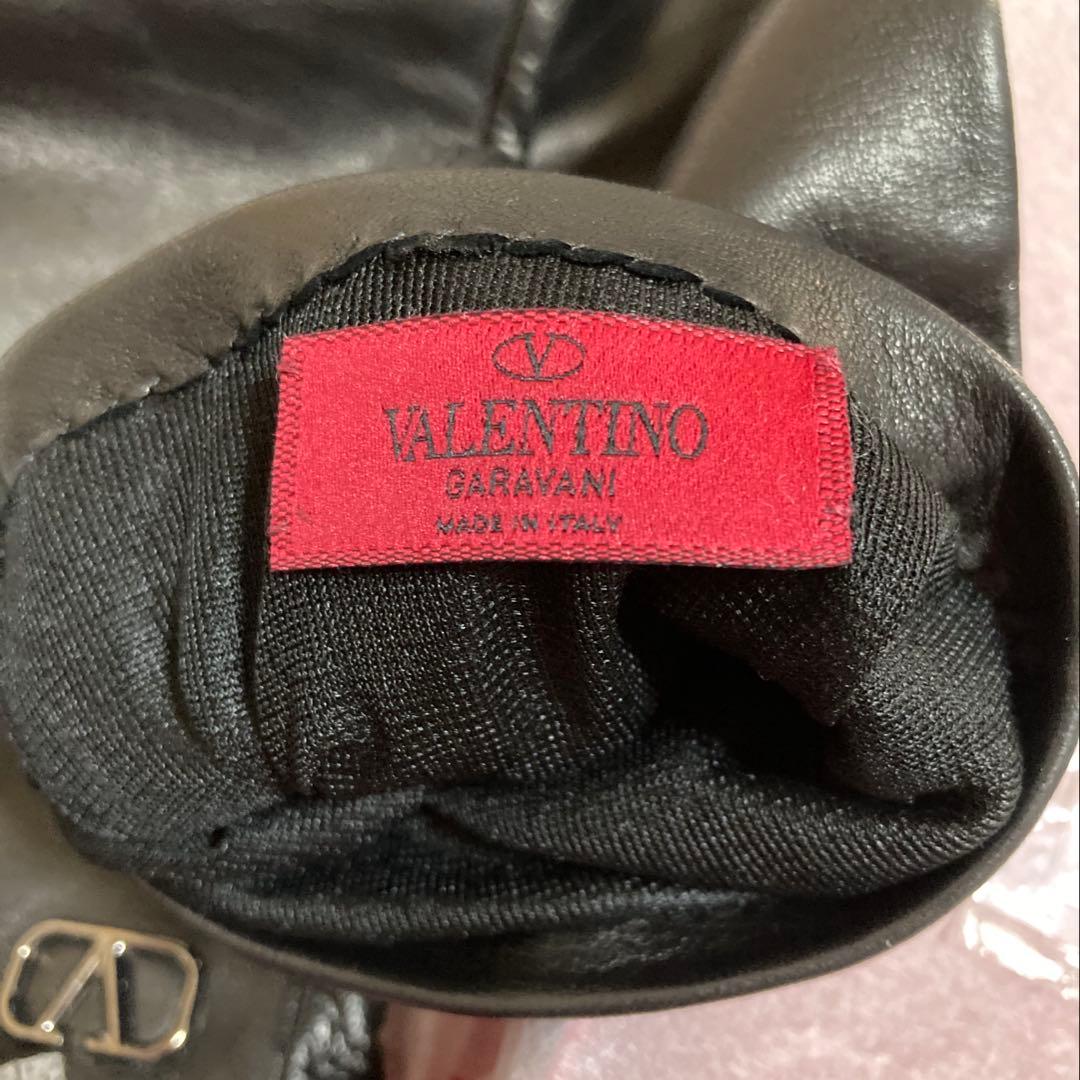 V
VALENTINO
GARAVANI
MADE IN ITALY
V